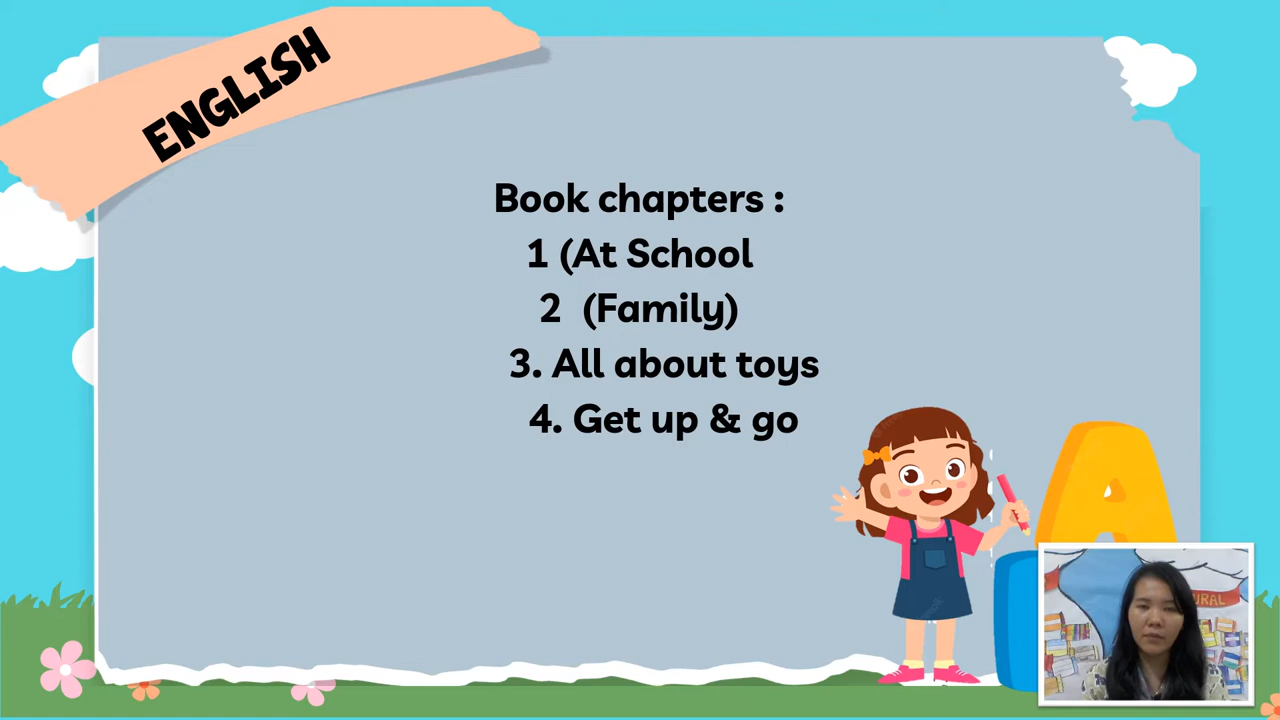 ENGLISH
Book chapters :
1 (At School
2 (Family)
3. All about toys
4. Get up & go
A